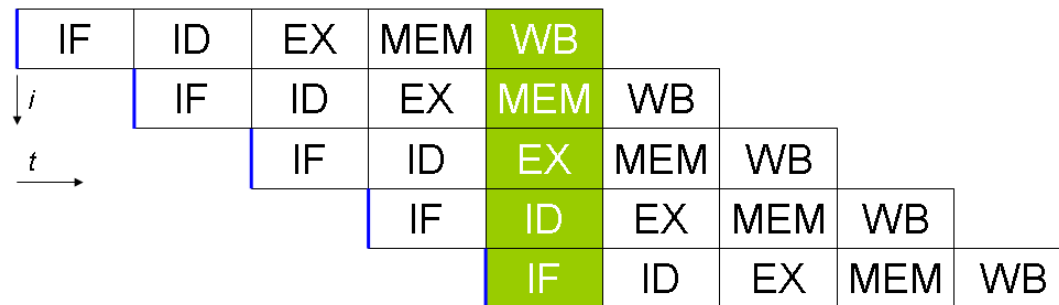 IF ID EX MEM WB
i IF ID EX MEM WB
t IF ID EX MEM WB
IF ID EX MEM WB
IF ID EX MEM WB